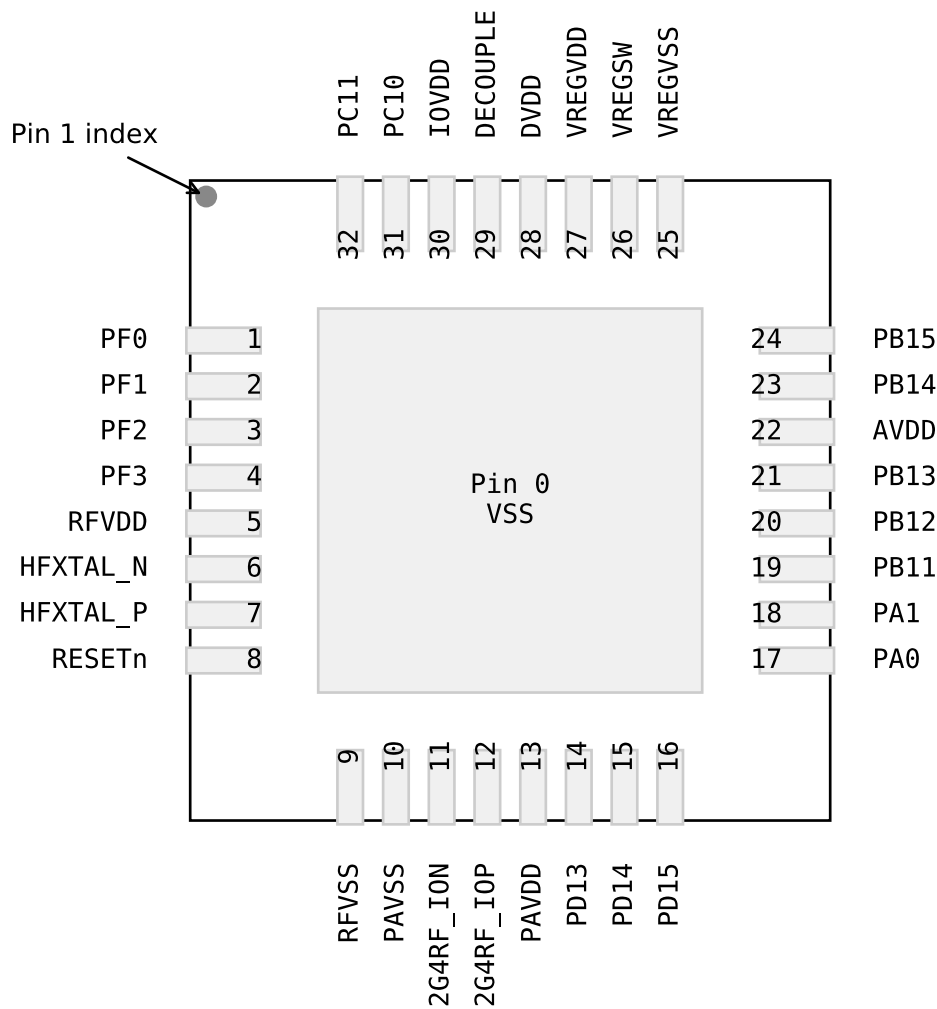 PC11
PC10
IOVDD
DECOUPLE
DVDD
VREGVDD
VREGSW
VREGVSS
Pin 1 index
32
31
30
29
28
27
26
25
PF0 1
PF1 2
PF2 3
PF3 4
RFVDD 5
HFXTAL_N 6
HFXTAL_P 7
RESETn 8
Pin 0
VSS
24 PB15
23 PB14
22 AVDD
21 PB13
20 PB12
19 PB11
18 PA1
17 PA0
9
10
11
12
13
14
15
16
RFVSS
PAVSS
2G4RF_ION
2G4RF_IOP
PAVDD
PD13
PD14
PD15